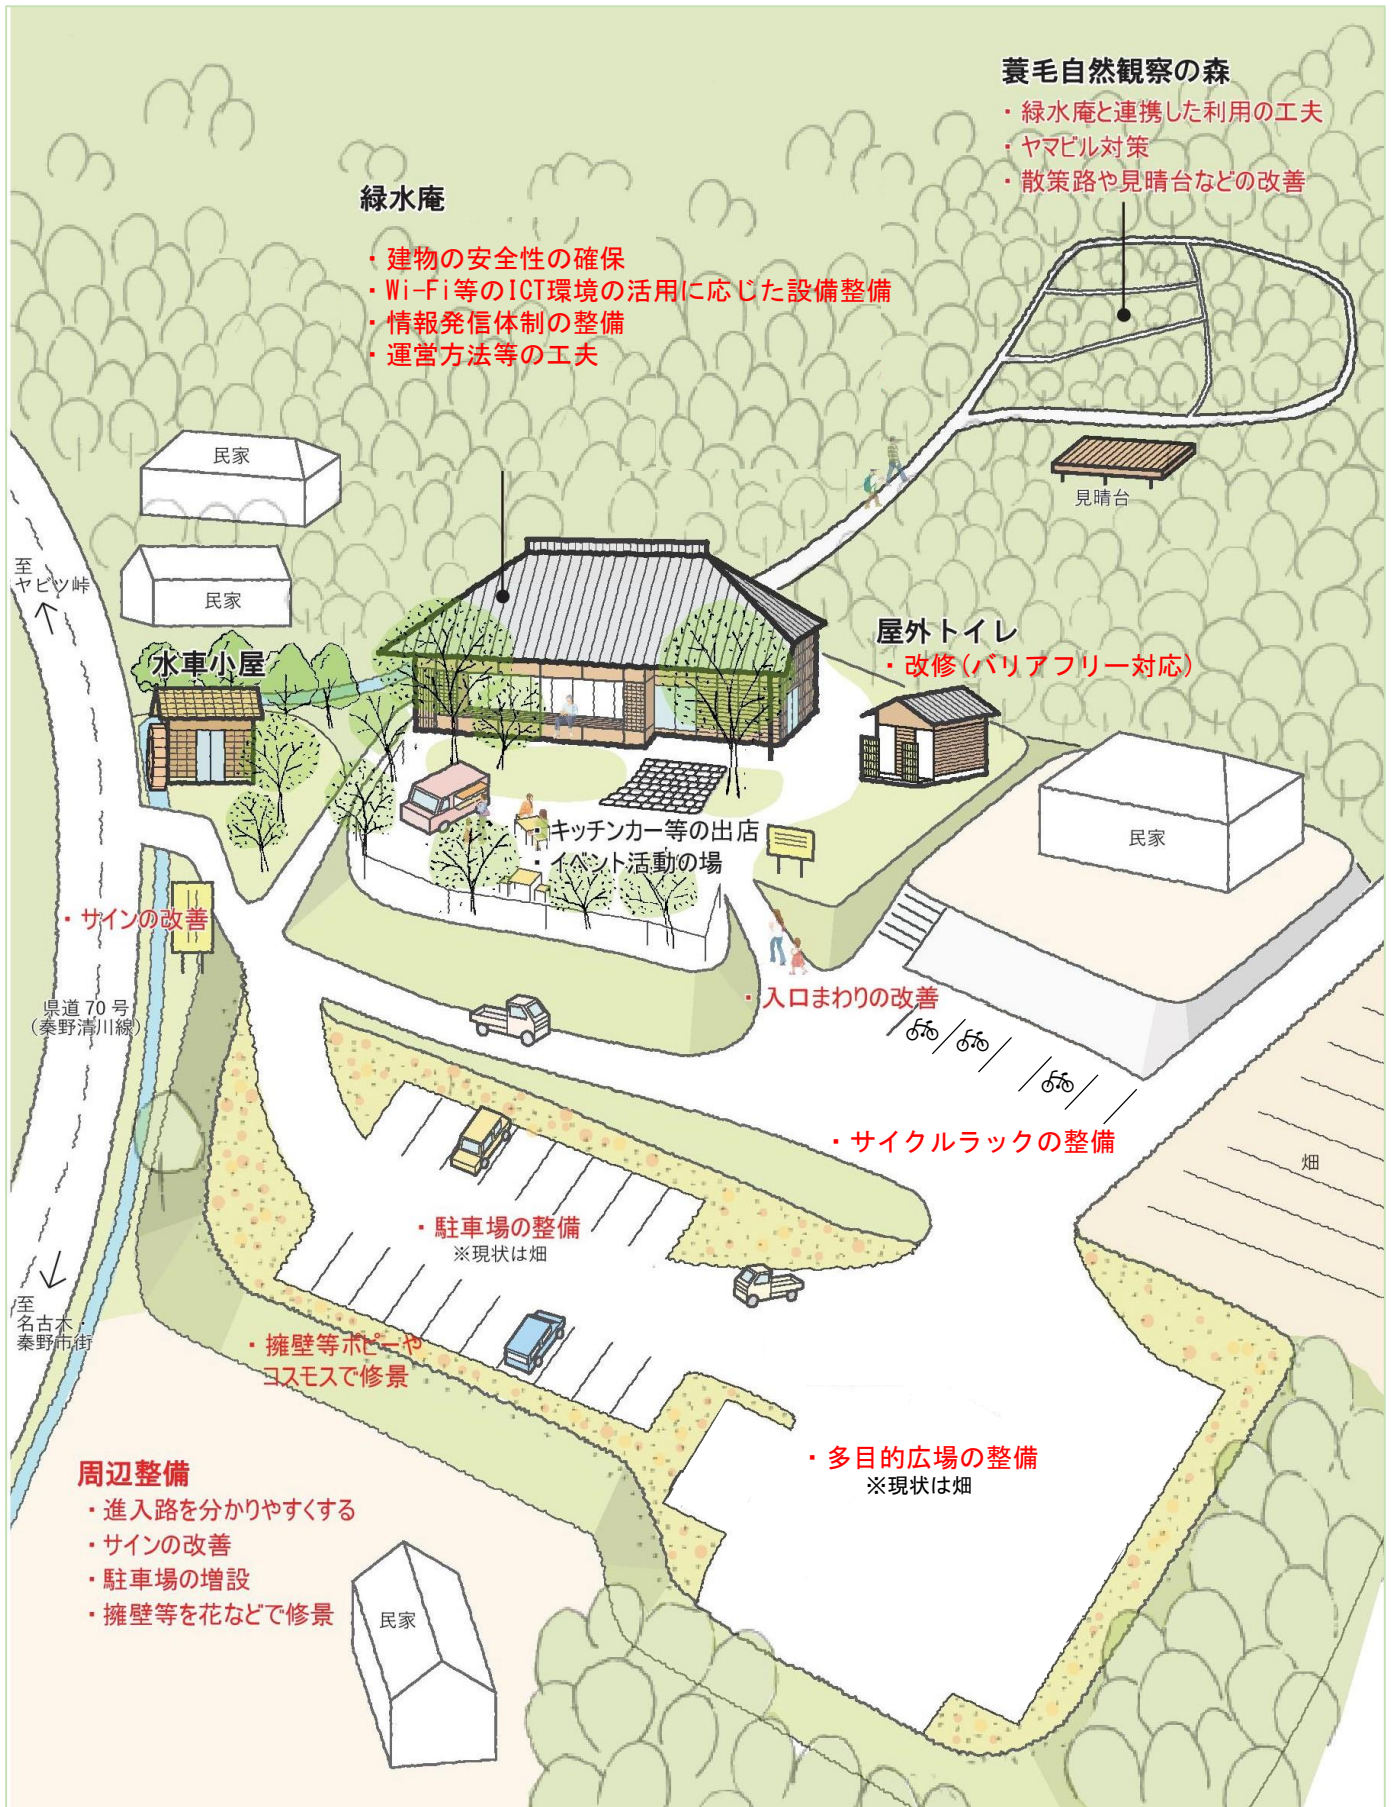 蓑毛自然観察の森
・緑水庵と連携した利用の工夫
・ヤマビル対策
・散策路や見晴台などの改善
緑水庵
・建物の安全性の確保
・Wi-Fi等のICT環境の活用に応じた設備整備
・情報発信体制の整備
・運営方法等の工夫
民家
見晴台
至
ヤビツ峠
民家
水車小屋
屋外トイレ
・改修(バリアフリー対応)
・キッチンカー等の出店
・イベント活動の場
民家
・サインの改善
県道 70 号
(秦野清川線)
・入口まわりの改善
・サイクルラックの整備
畑
・駐車場の整備
※現状は畑
至
名古木・
秦野市街
・擁壁等ポピーや
コスモスで修景
・多目的広場の整備
※現状は畑
周辺整備
・進入路を分かりやすくする
・サインの改善
・駐車場の増設
・擁壁等を花などで修景
民家